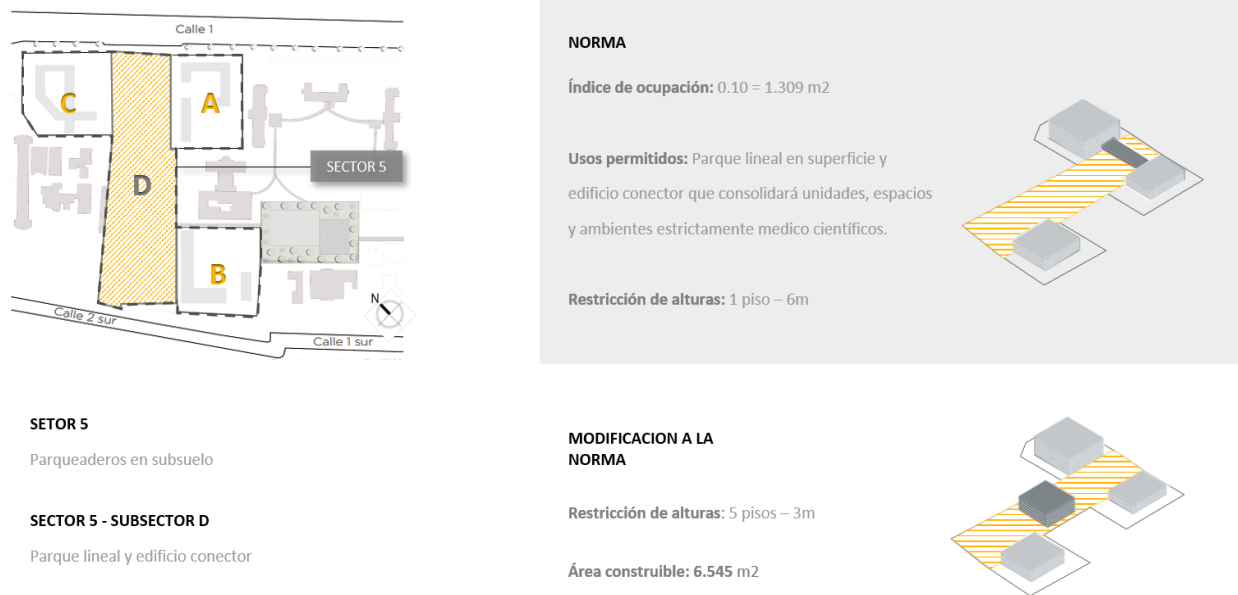 Calle 1
C
A
SECTOR 5
D
B
N
Calle 2 sur
Calle 1 sur
SETOR 5
Parqueaderos en subsuelo
SECTOR 5 - SUBSECTOR D
Parque lineal y edificio conector
NORMA
Índice de ocupación: 0.10 = 1.309 m2
Usos permitidos: Parque lineal en superficie y
edificio conector que consolidará unidades, espacios
y ambientes estrictamente medico científicos.
Restricción de alturas: 1 piso – 6m
MODIFICACION A LA
NORMA
Restricción de alturas: 5 pisos – 3m
Área construible: 6.545 m2